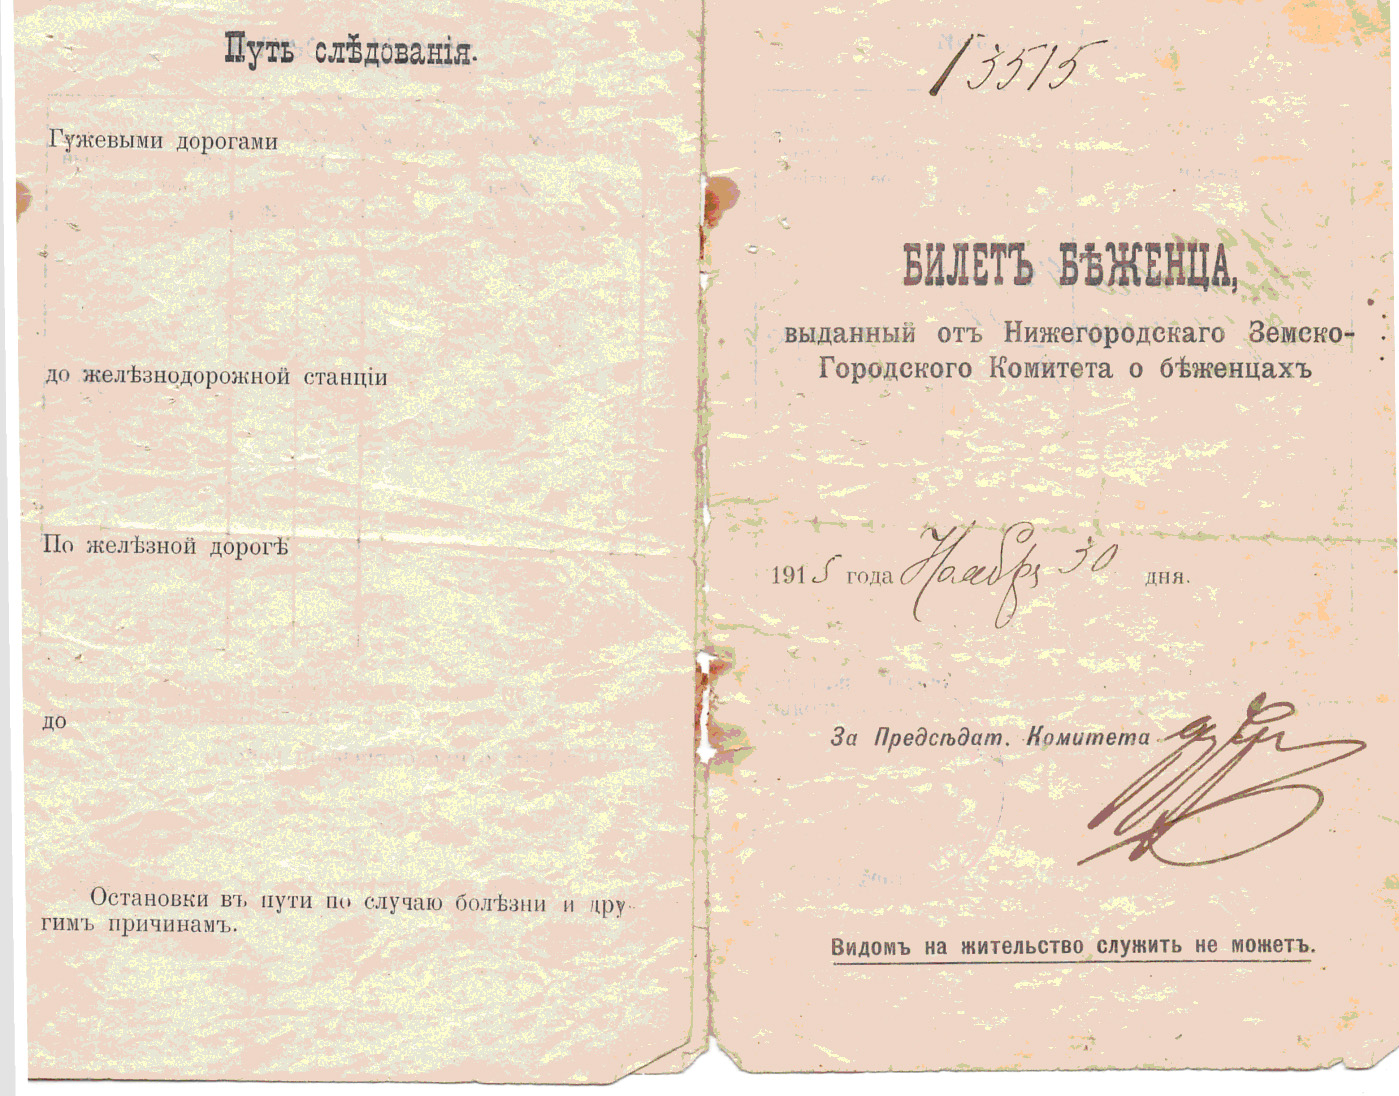 Путь слѣдованія.
Гужевыми дорогами
до желѣзнодорожной станціи
По желѣзной дорогѣ
до
Остановки въ пути по случаю болѣзни и дру-
гимъ причинамъ.
13515
БИЛЕТЪ БѢЖЕНЦА,
выданный отъ Нижегородскаго Земско-
Городского Комитета о бѣженцахъ
1915 года Ноябр 30 дня.
За Предсѣдат. Комитета
Видомъ на жительство служить не можетъ.